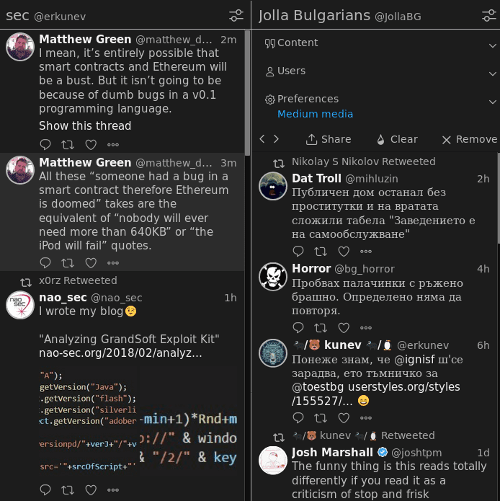 sec @erkunev
Matthew Green @matthew_d... 2m
I mean, it’s entirely possible that
smart contracts and Ethereum will
be a bust. But it isn’t going to be
because of dumb bugs in a v0.1
programming language.
Show this thread
Matthew Green @matthew_d... 3m
All these “someone had a bug in a
smart contract therefore Ethereum
is doomed” takes are the
equivalent of “nobody will ever
need more than 640KB” or “the
iPod will fail” quotes.
x0rz Retweeted
nao_sec @nao_sec 1h
I wrote my blog😉
"Analyzing GrandSoft Exploit Kit"
nao-sec.org/2018/02/analyz...
"A");
getVersion("Java");
.getVersion("flash");
.getVersion("silverli
ct.getVersion("adobe
-min+1)*Rnd+m
versionpd/"+verJ+"/"+v
p://" & windo
& "/2/" & key
src='"+srcOfScript+"'
Jolla Bulgarians @JollaBG
Content
Users
Preferences
Medium media
Share Clear Remove
Nikolay S Nikolov Retweeted
Dat Troll @mihluzin 2h
Публичен дом останал без
проститутки и на вратата
сложили табела "Заведението е
на самообслужване"
Horror @bg_horror 4h
Пробвах палачинки с ръжено
брашно. Определено няма да
повторя.
🐿/🐻 kunev 🐿/🐧 @erkunev 6h
Понеже знам, че @ignisf ш'се
зарадва, ето тъмничко за
@toestbg userstyles.org/styles
/155527/... 😄
🐿/🐻 kunev 🐿/🐧 Retweeted
Josh Marshall @joshtpm 1d
The funny thing is this reads totally
differently if you read it as a
criticism of stop and frisk